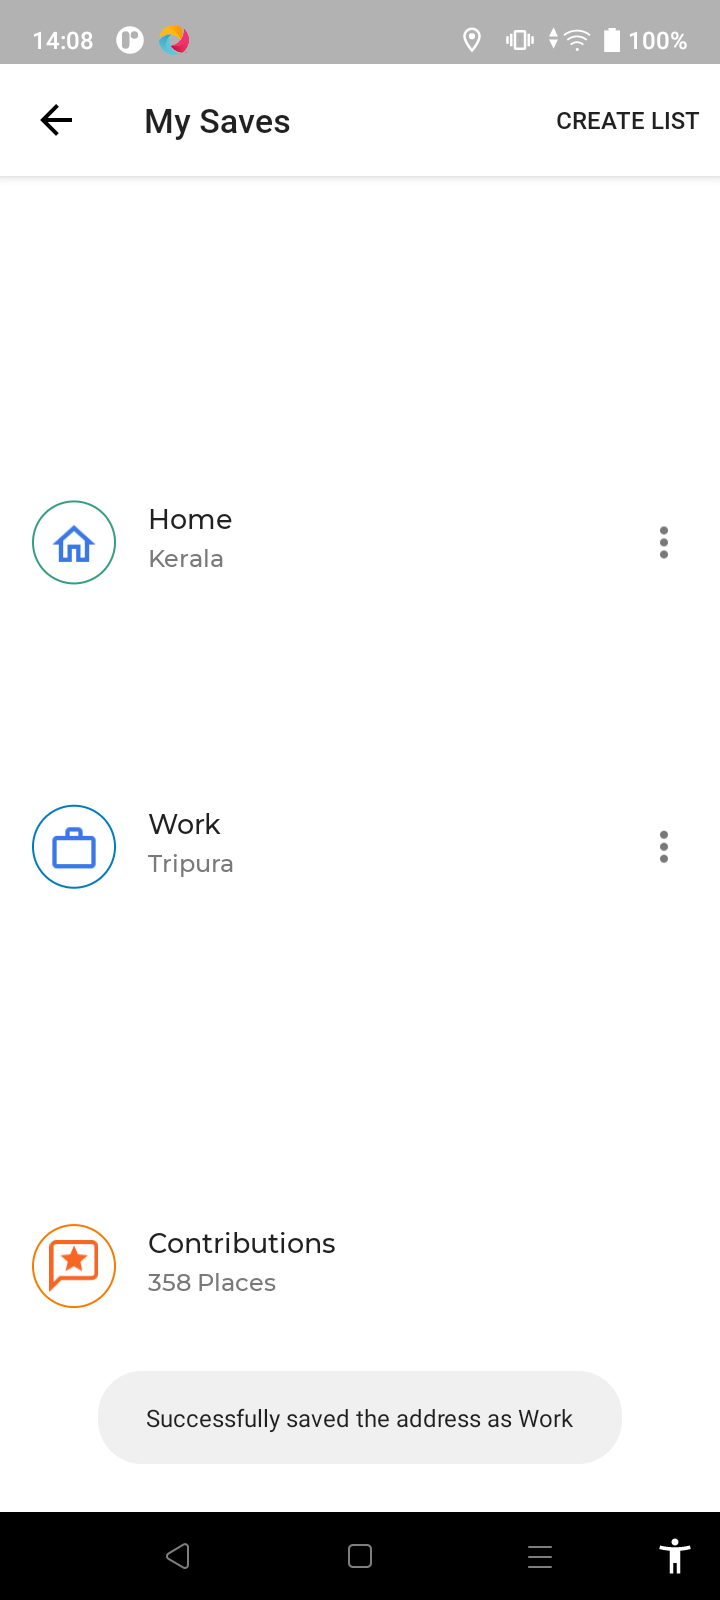 14:08
100%
My Saves
CREATE LIST
Home
Kerala
Work
Tripura
Contributions
358 Places
Successfully saved the address as Work